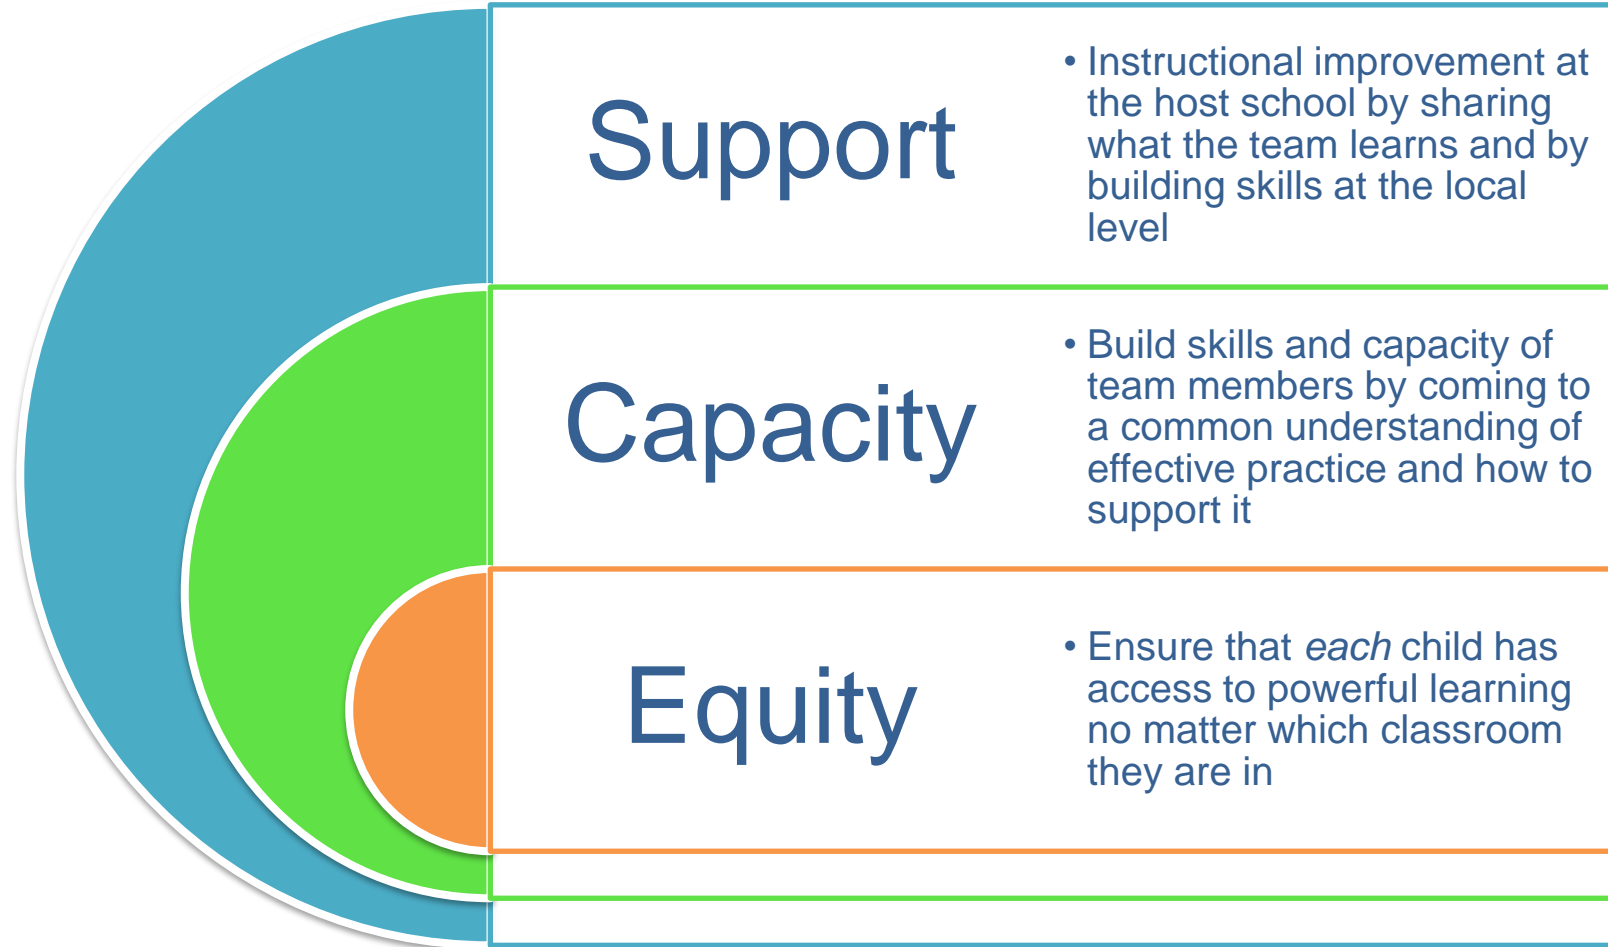 Support
• Instructional improvement at
the host school by sharing
what the team learns and by
building skills at the local
level
Capacity
• Build skills and capacity of
team members by coming to
a common understanding of
effective practice and how to
support it
Equity
• Ensure that each child has
access to powerful learning
no matter which classroom
they are in